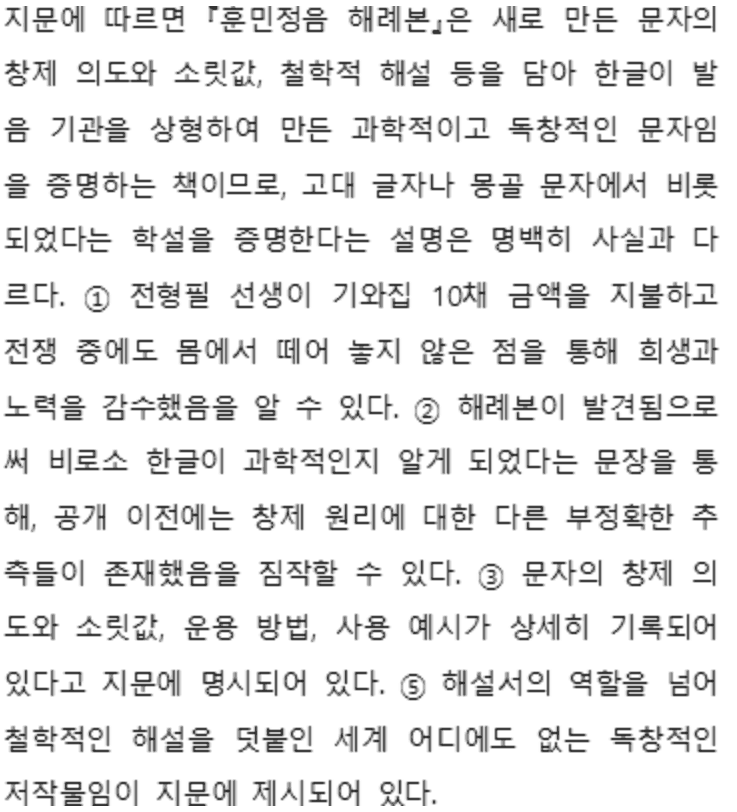 지문에 따르면 『훈민정음 해례본』은 새로 만든 문자의
창제 의도와 소릿값, 철학적 해설 등을 담아 한글이 발
음 기관을 상형하여 만든 과학적이고 독창적인 문자임
을 증명하는 책이므로, 고대 글자나 몽골 문자에서 비롯
되었다는 학설을 증명한다는 설명은 명백히 사실과 다
르다. ① 전형필 선생이 기와집 10채 금액을 지불하고
전쟁 중에도 몸에서 떼어 놓지 않은 점을 통해 희생과
노력을 감수했음을 알 수 있다. ② 해례본이 발견됨으로
써 비로소 한글이 과학적인지 알게 되었다는 문장을 통
해, 공개 이전에는 창제 원리에 대한 다른 부정확한 추
측들이 존재했음을 짐작할 수 있다. ③ 문자의 창제 의
도와 소릿값, 운용 방법, 사용 예시가 상세히 기록되어
있다고 지문에 명시되어 있다. ⑤ 해설서의 역할을 넘어
철학적인 해설을 덧붙인 세계 어디에도 없는 독창적인
저작물임이 지문에 제시되어 있다.